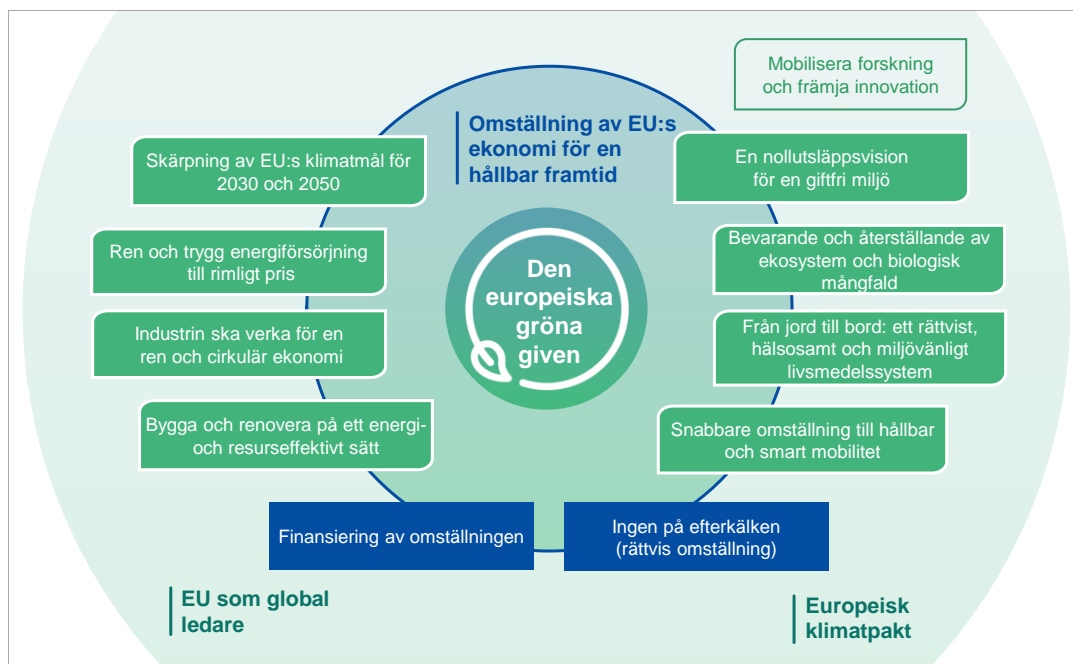 Mobilisera forskning
och främja innovation
Omställning av EU:s
ekonomi för en
hållbar framtid
Skärpning av EU:s klimatmål för
2030 och 2050
En nollutsläppsvision
för en giftfri miljö
Ren och trygg energiförsörjning
till rimligt pris
Bevarande och återställande av
ekosystem och biologisk
mångfald
Den
europeiska
gröna
given
Industrin ska verka för en
ren och cirkulär ekonomi
Från jord till bord: ett rättvist,
hälsosamt och miljövänligt
livsmedelssystem
Bygga och renovera på ett energi-
och resurseffektivt sätt
Snabbare omställning till hållbar
och smart mobilitet
Finansiering av omställningen
Ingen på efterkälken
(rättvis omställning)
EU som global
ledare
Europeisk
klimatpakt